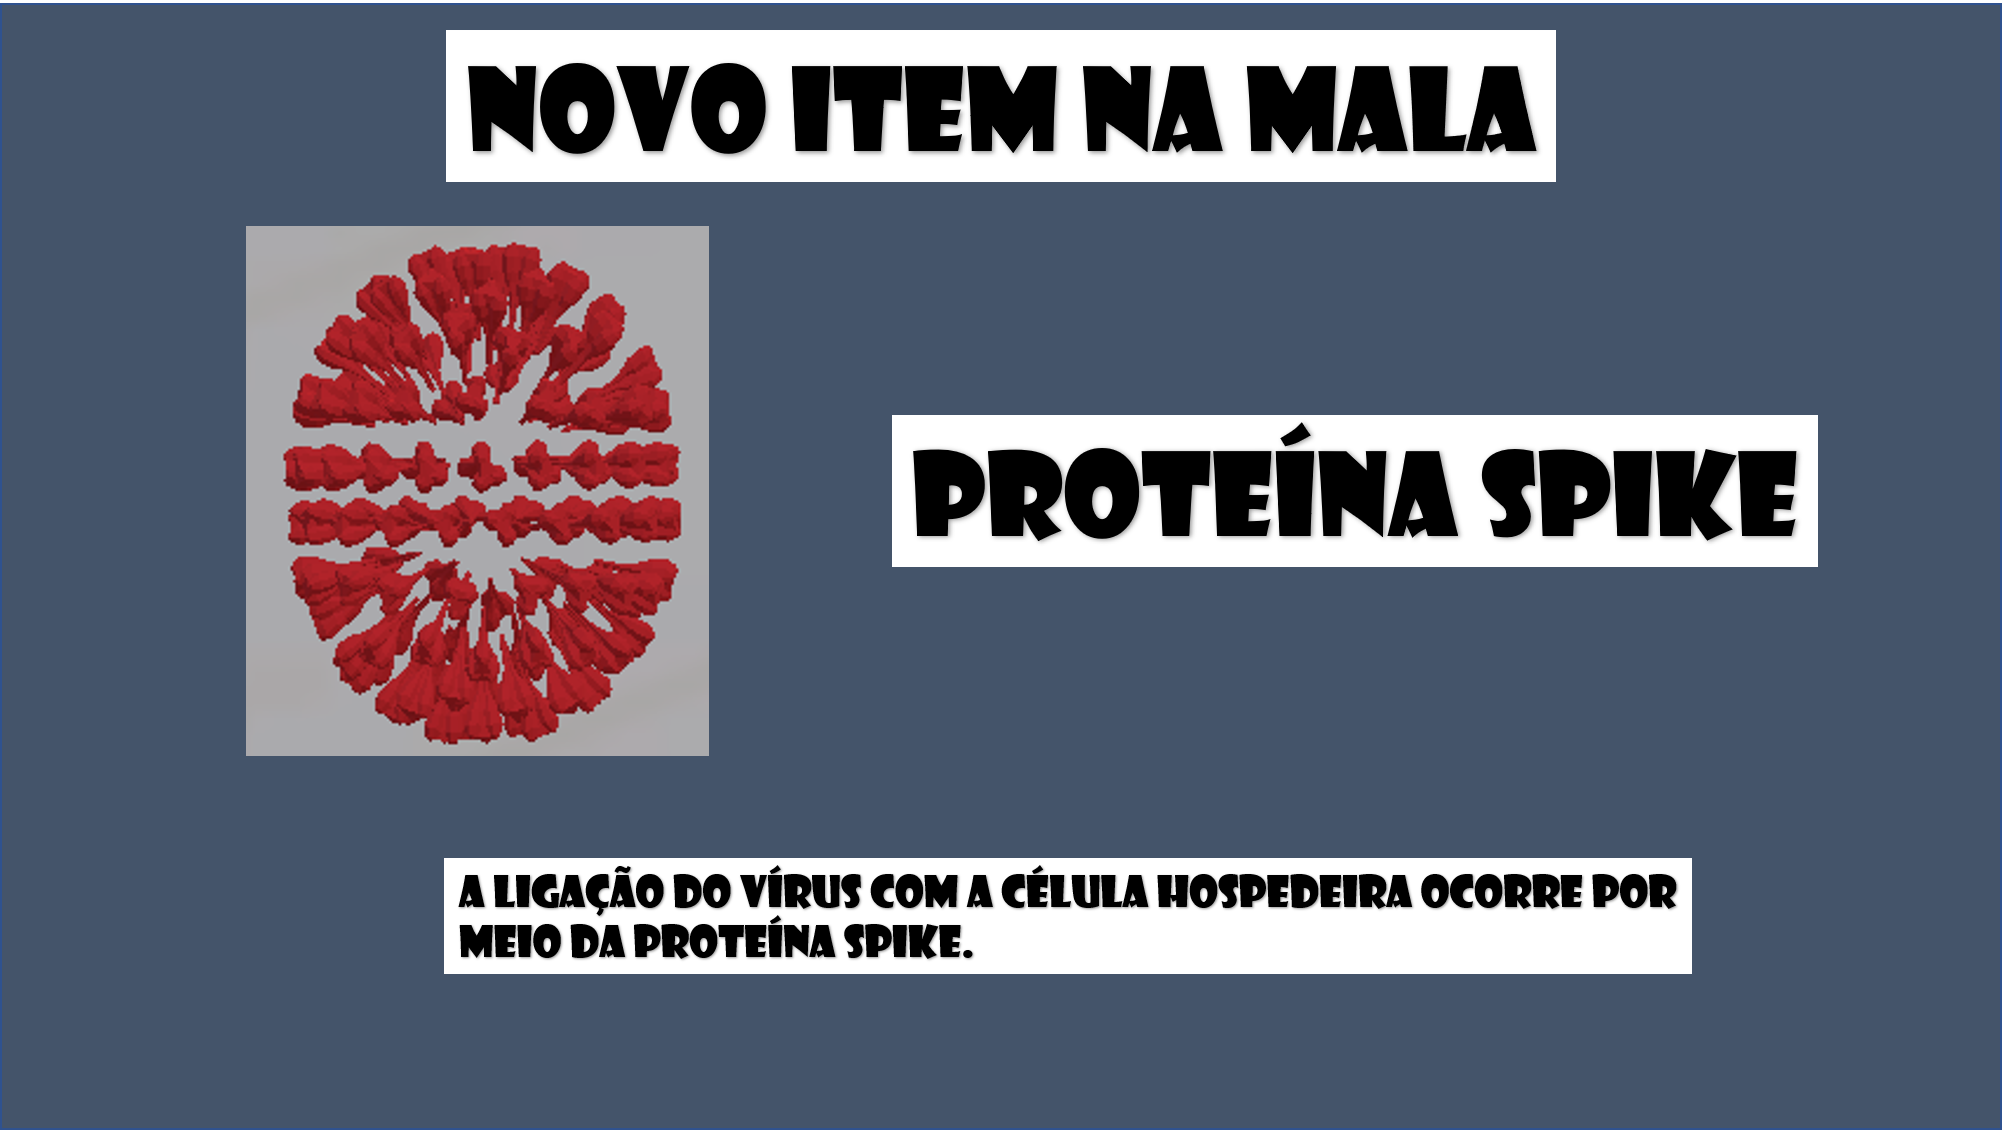 NOVO ITEM NA MALA
PROTEÍNA SPIKE
A LIGAÇÃO DO VÍRUS COM A CÉLULA HOSPEDEIRA OCORRE POR
MEIO DA PROTEÍNA SPIKE.